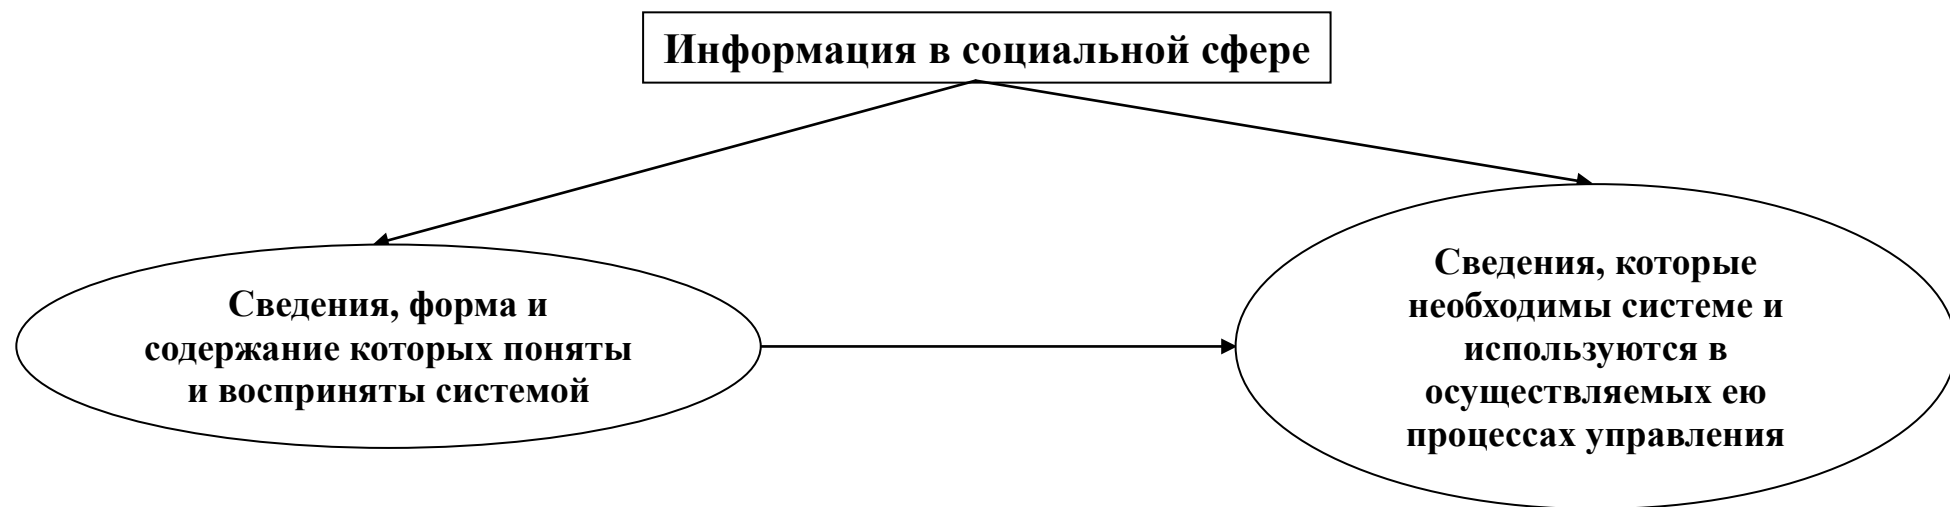 Информация в социальной сфере
Сведения, форма и
содержание которых поняты
и восприняты системой
Сведения, которые
необходимы системе и
используются в
осуществляемых ею
процессах управления